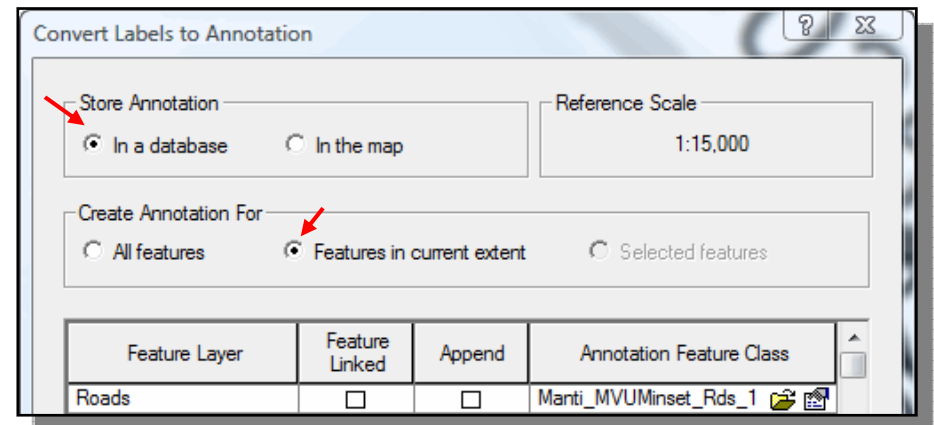 Convert Labels to Annotation
Store Annotation
In a database
In the map
Reference Scale
1:15,000
Create Annotation For
All features
Features in current extent
Selected features
Feature Layer
Feature Linked
Append
Annotation Feature Class
Roads
Manti_MVUMinset_Rds_1